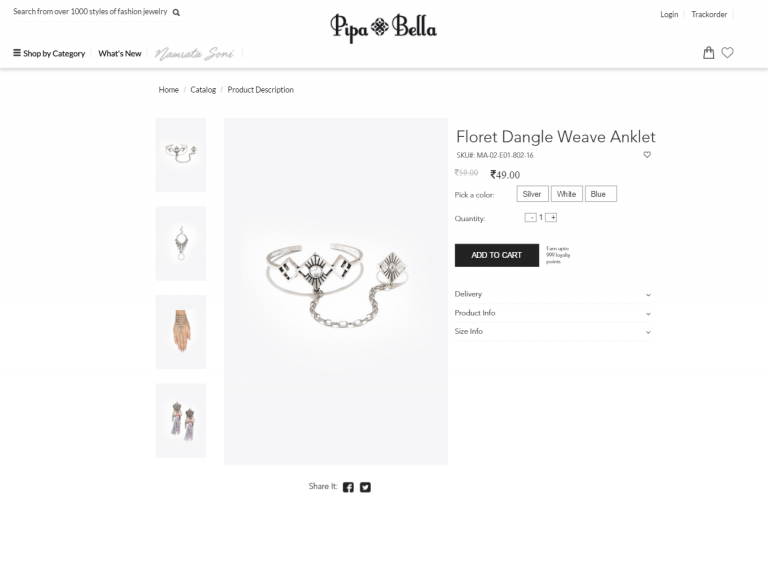 Search from over 1000 styles of fashion jewelry
Pipa Bella
Login
Trackorder
Shop by Category
What's New
Namrata Soni
Home / Catalog / Product Description
Floret Dangle Weave Anklet
SKU#: MA-02-E01-802-16
₹59.00 ₹49.00
Pick a color: Silver White Blue
Quantity: - 1 +
ADD TO CART
Earn upto
999 loyalty
points
Delivery
Product Info
Size Info
Share It: